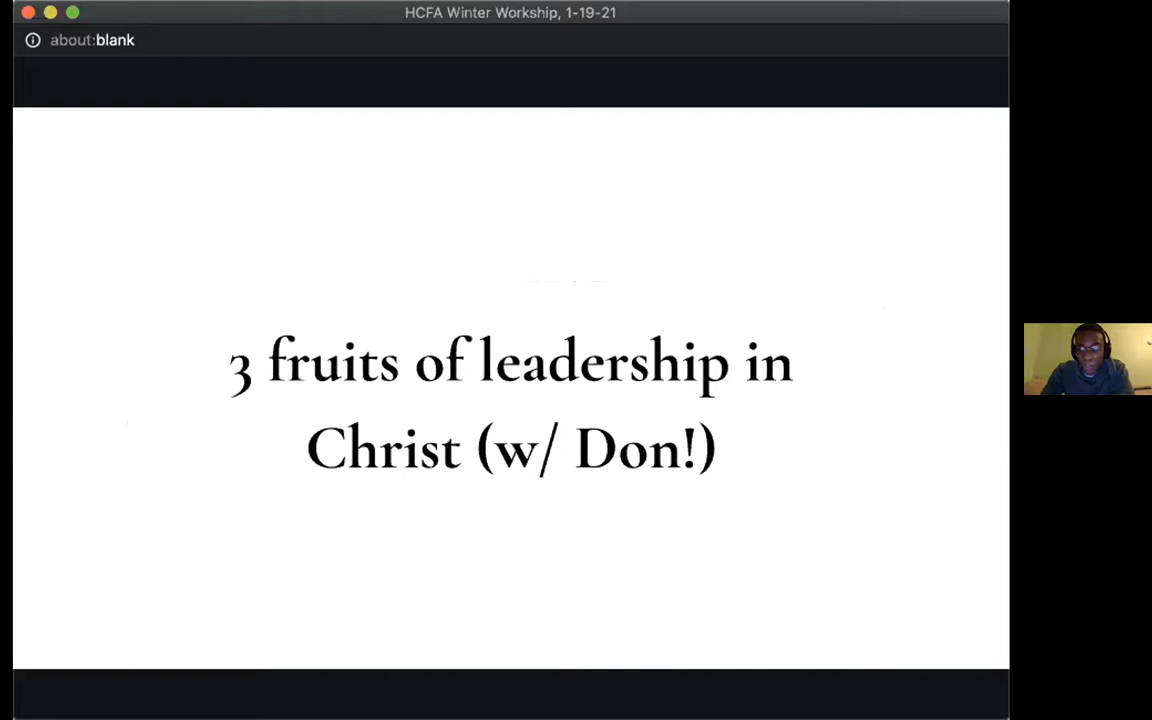 HCFA Winter Workship, 1-19-21
about:blank
3 fruits of leadership in
Christ (w/ Don!)